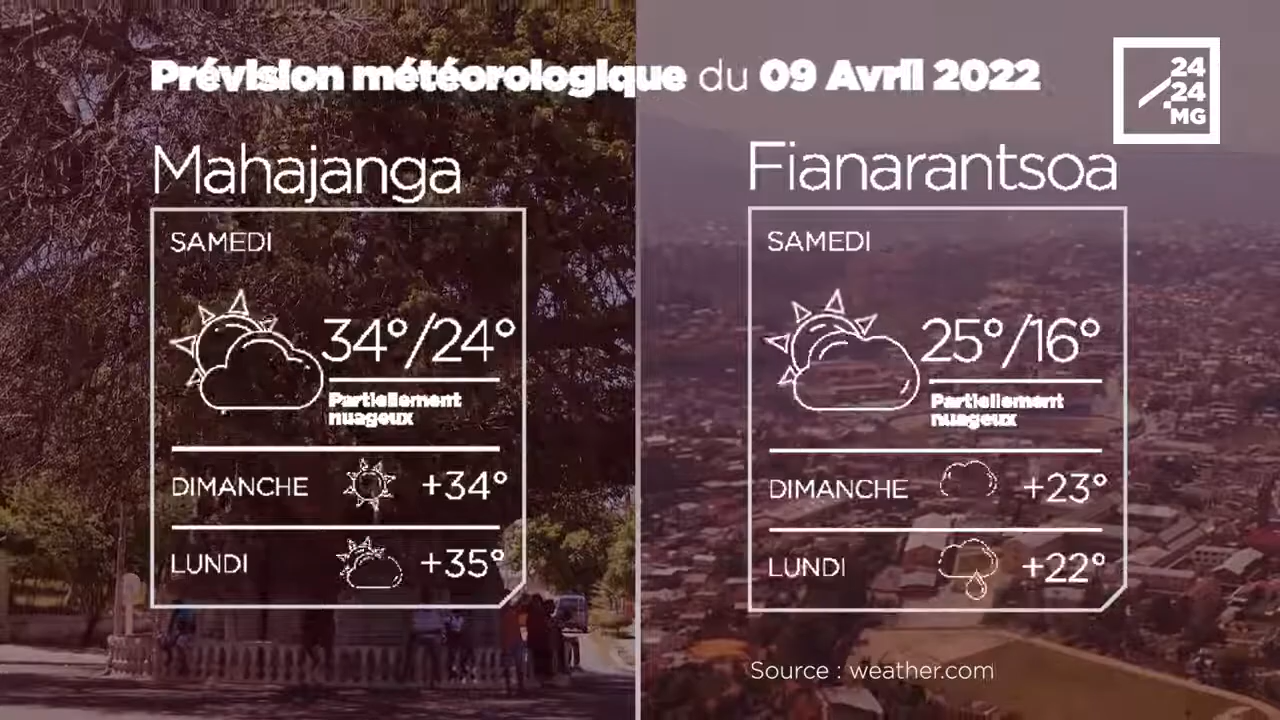 Prévision météorologique du 09 Avril 2022
24
24
MG
Mahajanga
SAMEDI
34°/24°
Partiellement
nuageux
DIMANCHE +34°
LUNDI +35°
Fianarantsoa
SAMEDI
25°/16°
Partiellement
nuageux
DIMANCHE +23°
LUNDI +22°
Source : weather.com